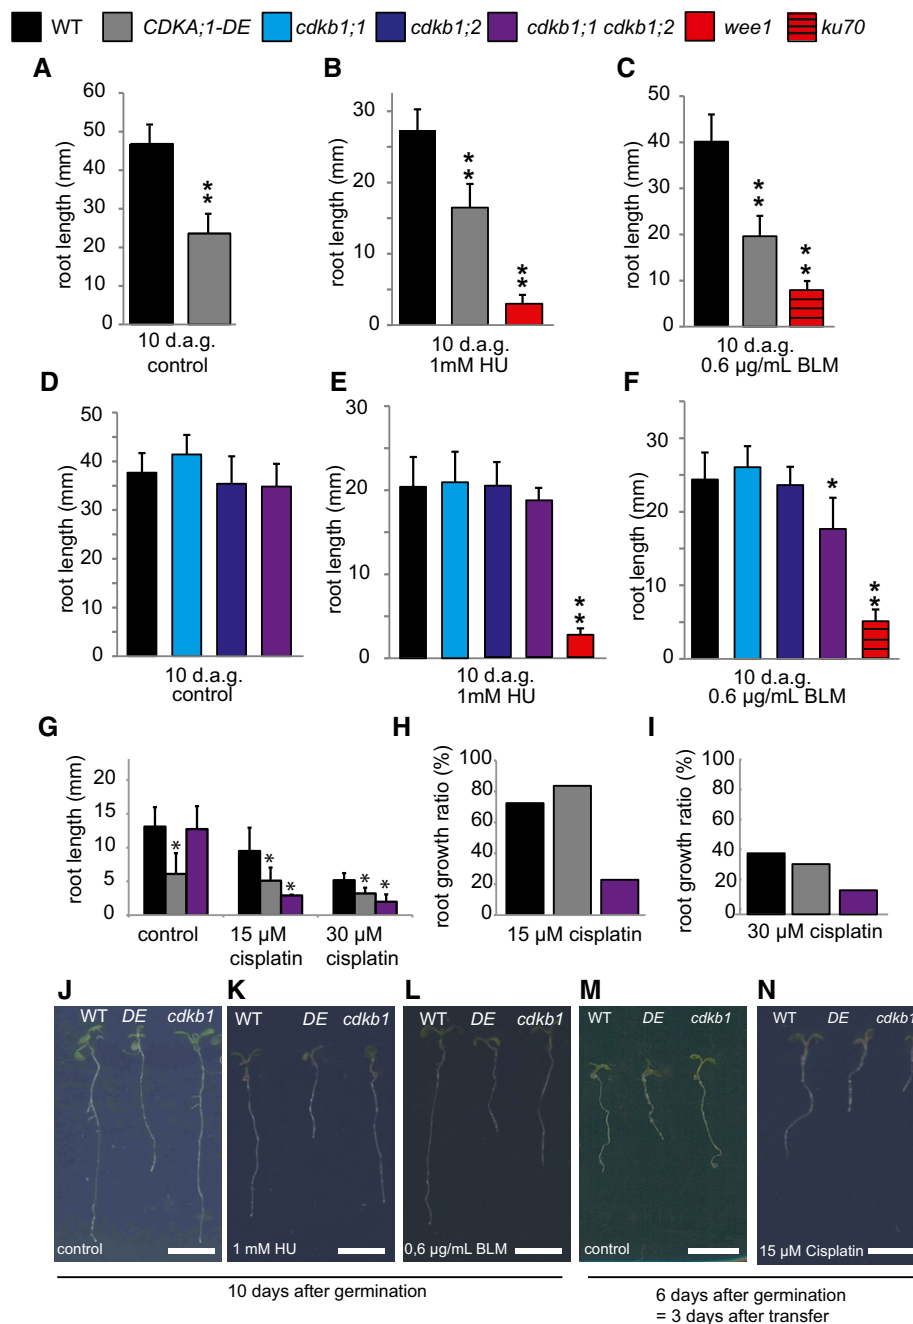 WT CDKA;1-DE cdkb1;1 cdkb1;2 cdkb1;1 cdkb1;2 wee1 ku70
A
root length (mm)
60
50
40
30
20
10
0
**
10 d.a.g.
control
B
root length (mm)
30
20
10
0
**
**
10 d.a.g.
1mM HU
C
root length (mm)
50
40
30
20
10
0
**
**
10 d.a.g.
0.6 µg/mL BLM
D
root length (mm)
50
40
30
20
10
0
10 d.a.g.
control
E
root length (mm)
30
20
10
0
**
10 d.a.g.
1mM HU
F
root length (mm)
30
20
10
0
*
**
10 d.a.g.
0.6 µg/mL BLM
G
root length (mm)
20
15
10
5
0
*
*
*
*
*
control
15 µM cisplatin
30 µM cisplatin
H
root growth ratio (%)
100
80
60
40
20
0
15 µM cisplatin
I
root growth ratio (%)
100
80
60
40
20
0
30 µM cisplatin
J
WT DE cdkb1
control
K
WT DE cdkb1
1 mM HU
L
WT DE cdkb1
0,6 µg/mL BLM
M
WT DE cdkb1
control
N
WT DE cdkb1
15 µM Cisplatin
10 days after germination
6 days after germination
= 3 days after transfer